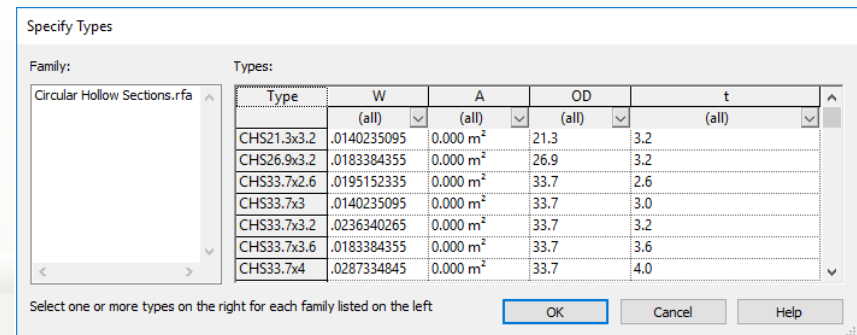 Specify Types
Family:
Types:
Circular Hollow Sections.rfa
Type W A OD t
(all) (all) (all) (all)
CHS21.3x3.2 .0140235095 0.000 m² 21.3 3.2
CHS26.9x3.2 .0183384355 0.000 m² 26.9 3.2
CHS33.7x2.6 .0195152335 0.000 m² 33.7 2.6
CHS33.7x3 .0140235095 0.000 m² 33.7 3.0
CHS33.7x3.2 .0236340265 0.000 m² 33.7 3.2
CHS33.7x3.6 .0183384355 0.000 m² 33.7 3.6
CHS33.7x4 .0287334845 0.000 m² 33.7 4.0
Select one or more types on the right for each family listed on the left
OK Cancel Help